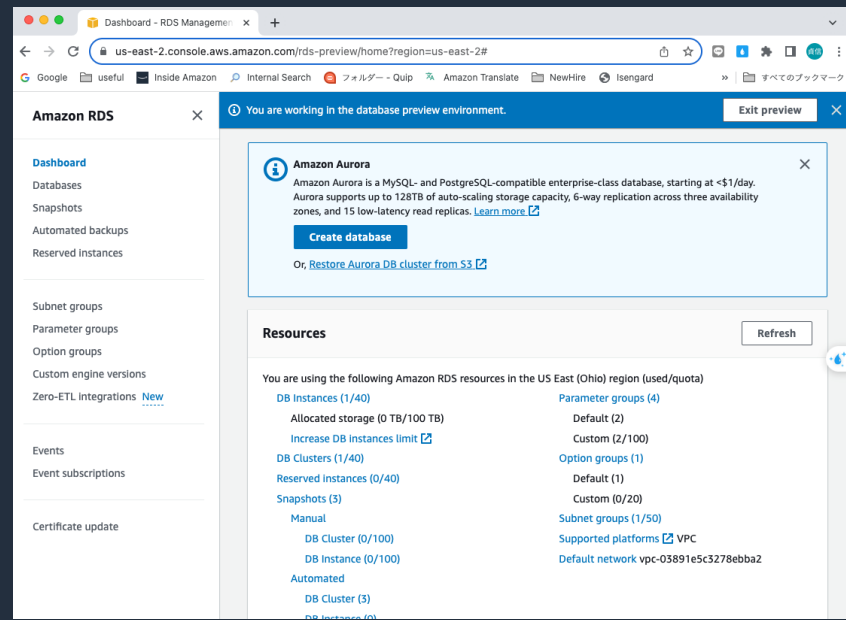 Dashboard - RDS Managemen
us-east-2.console.aws.amazon.com/rds-preview/home?region=us-east-2#
Google useful Inside Amazon Internal Search フォルダー - Quip Amazon Translate NewHire Isengard » すべてのブックマーク
Amazon RDS
Dashboard
Databases
Snapshots
Automated backups
Reserved instances
Subnet groups
Parameter groups
Option groups
Custom engine versions
Zero-ETL integrations New
Events
Event subscriptions
Certificate update
You are working in the database preview environment.
Exit preview
Amazon Aurora
Amazon Aurora is a MySQL- and PostgreSQL-compatible enterprise-class database, starting at <$1/day.
Aurora supports up to 128TB of auto-scaling storage capacity, 6-way replication across three availability
zones, and 15 low-latency read replicas. Learn more
Create database
Or, Restore Aurora DB cluster from S3
Resources
Refresh
You are using the following Amazon RDS resources in the US East (Ohio) region (used/quota)
DB Instances (1/40)
Allocated storage (0 TB/100 TB)
Increase DB instances limit
DB Clusters (1/40)
Reserved instances (0/40)
Snapshots (3)
Manual
DB Cluster (0/100)
DB Instance (0/100)
Automated
DB Cluster (3)
DB Instance (0)
Parameter groups (4)
Default (2)
Custom (2/100)
Option groups (1)
Default (1)
Custom (0/20)
Subnet groups (1/50)
Supported platforms VPC
Default network vpc-03891e5c3278ebba2